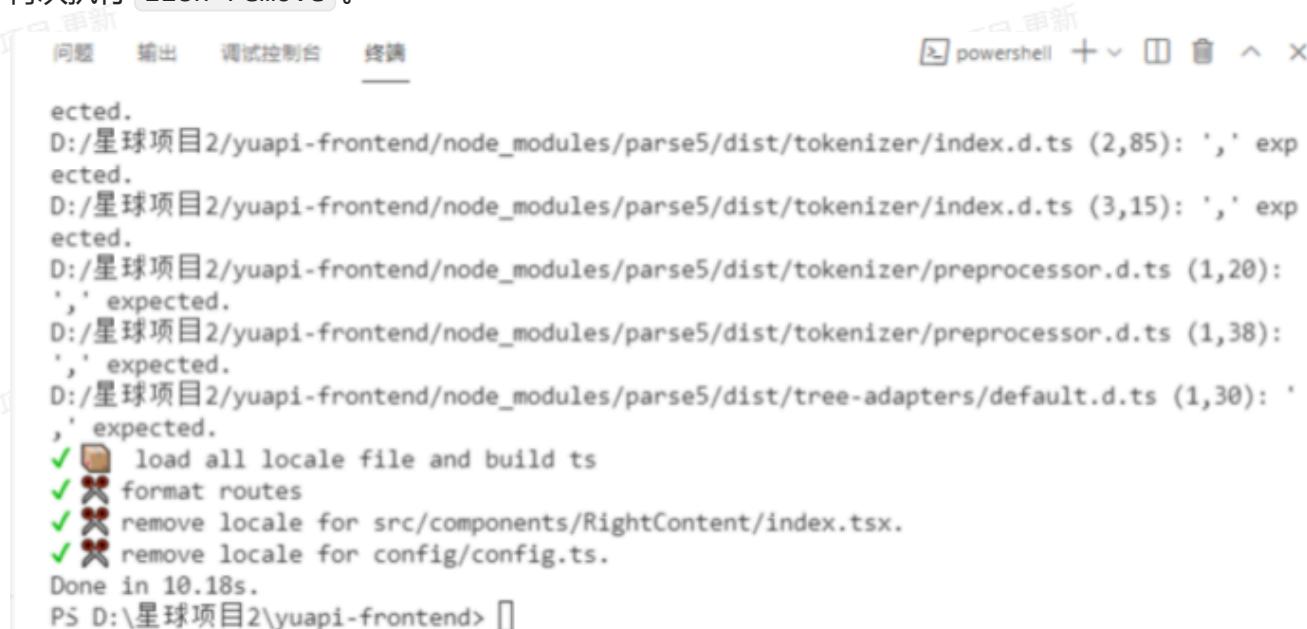 再次执行 i18n-remove 。
问题 输出 调试控制台 终端 powershell
ected.
D:/星球项目2/yuapi-frontend/node_modules/parse5/dist/tokenizer/index.d.ts (2,85): ',' exp
ected.
D:/星球项目2/yuapi-frontend/node_modules/parse5/dist/tokenizer/index.d.ts (3,15): ',' exp
ected.
D:/星球项目2/yuapi-frontend/node_modules/parse5/dist/tokenizer/preprocessor.d.ts (1,20):
',' expected.
D:/星球项目2/yuapi-frontend/node_modules/parse5/dist/tokenizer/preprocessor.d.ts (1,38):
',' expected.
D:/星球项目2/yuapi-frontend/node_modules/parse5/dist/tree-adapters/default.d.ts (1,30): '
,' expected.
✓ 📦 load all locale file and build ts
✓ ✂ format routes
✓ ✂ remove locale for src/components/RightContent/index.tsx.
✓ ✂ remove locale for config/config.ts.
Done in 10.18s.
PS D:\星球项目2\yuapi-frontend>